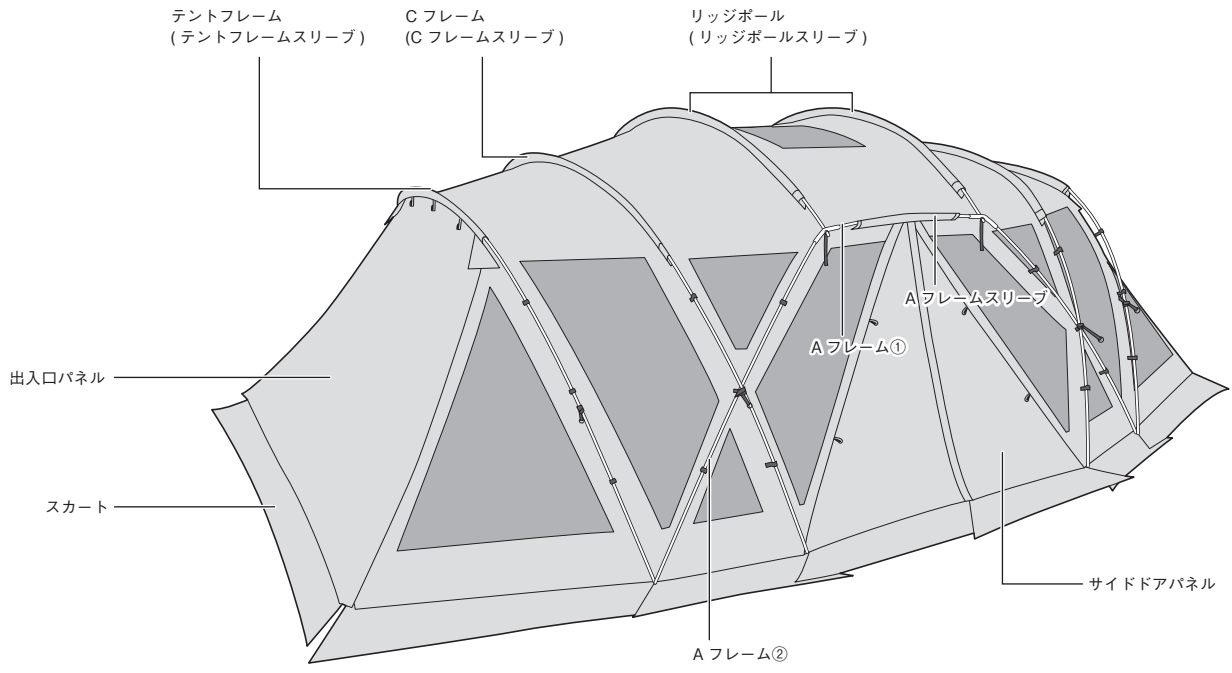 テントフレーム
( テントフレームスリーブ )
C フレーム
(C フレームスリーブ )
リッジポール
( リッジポールスリーブ )
A フレームスリーブ
A フレーム①
出入口パネル
スカート
サイドドアパネル
A フレーム②